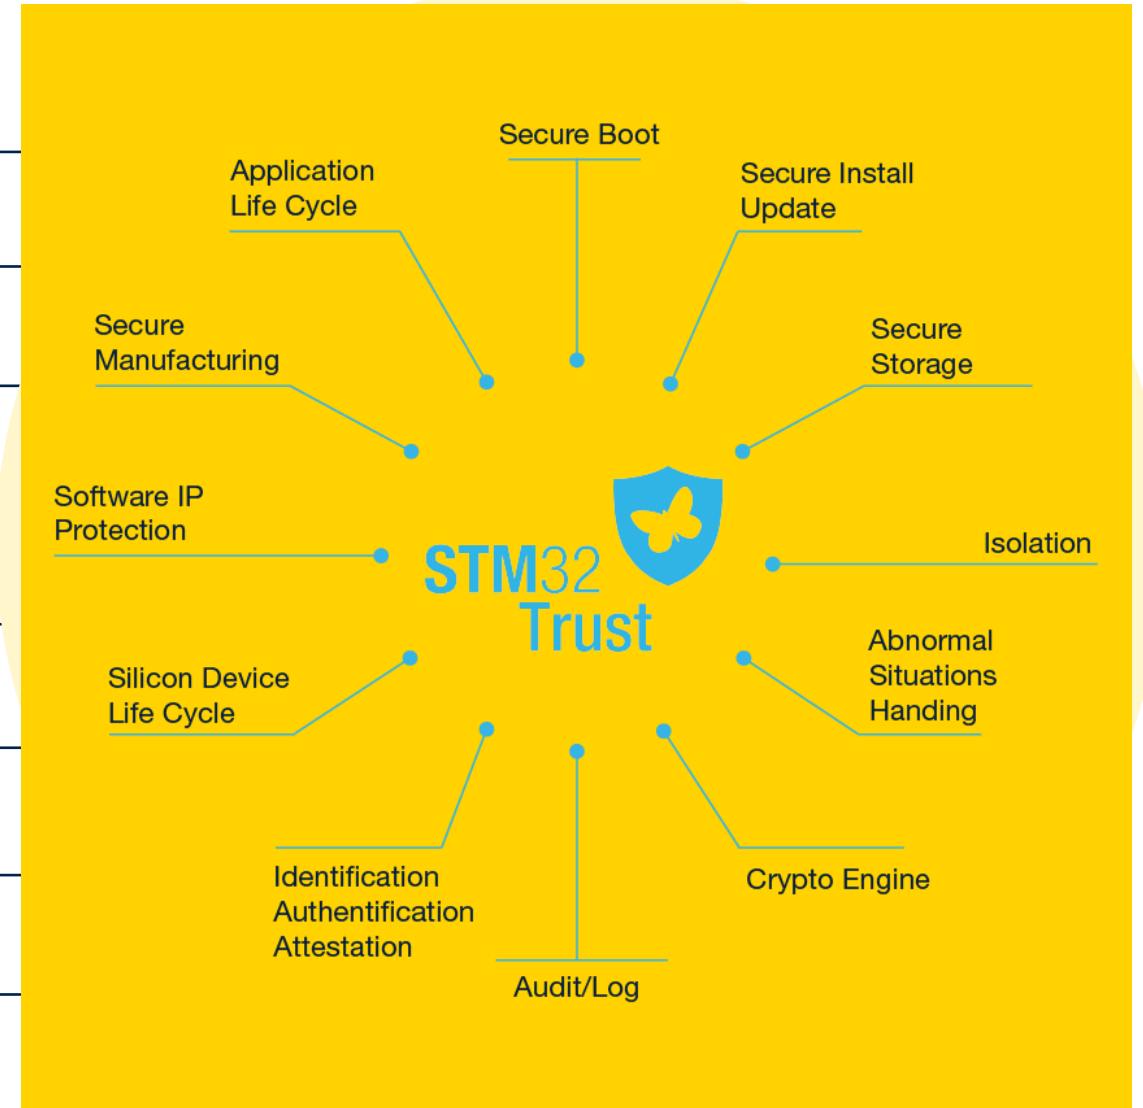 Secure Boot
Application
Life Cycle
Secure Install
Update
Secure
Manufacturing
Secure
Storage
Software IP
Protection
STM32
Trust
Isolation
Silicon Device
Life Cycle
Abnormal
Situations
Handing
Identification
Authentification
Attestation
Crypto Engine
Audit/Log